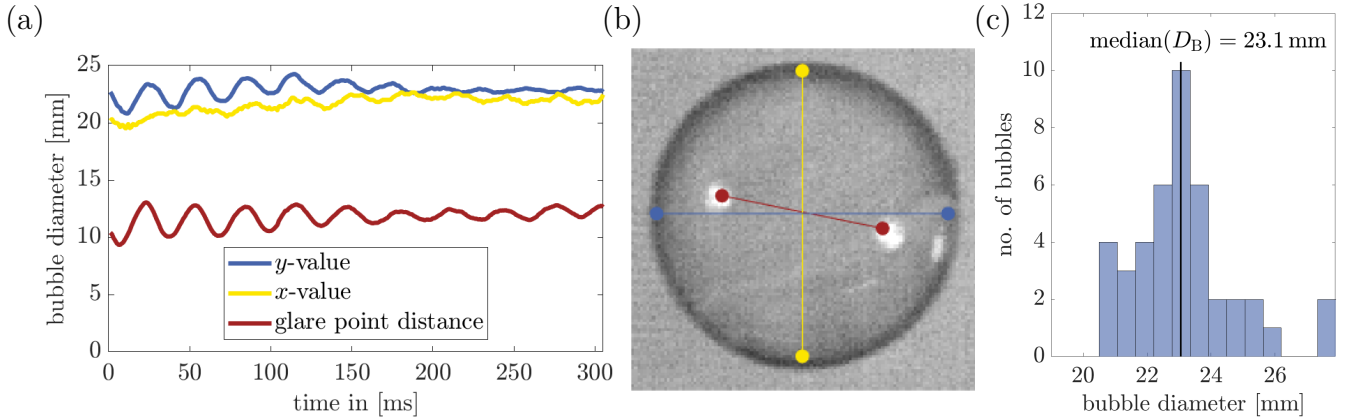 (a)
bubble diameter [mm]
25
20
15
10
5
0
0 50 100 150 200 250 300
time in [ms]
y-value
x-value
glare point distance
(b)
(c)
no. of bubbles
12
10
8
6
4
2
0
median(D_B) = 23.1 mm
20 22 24 26
bubble diameter [mm]